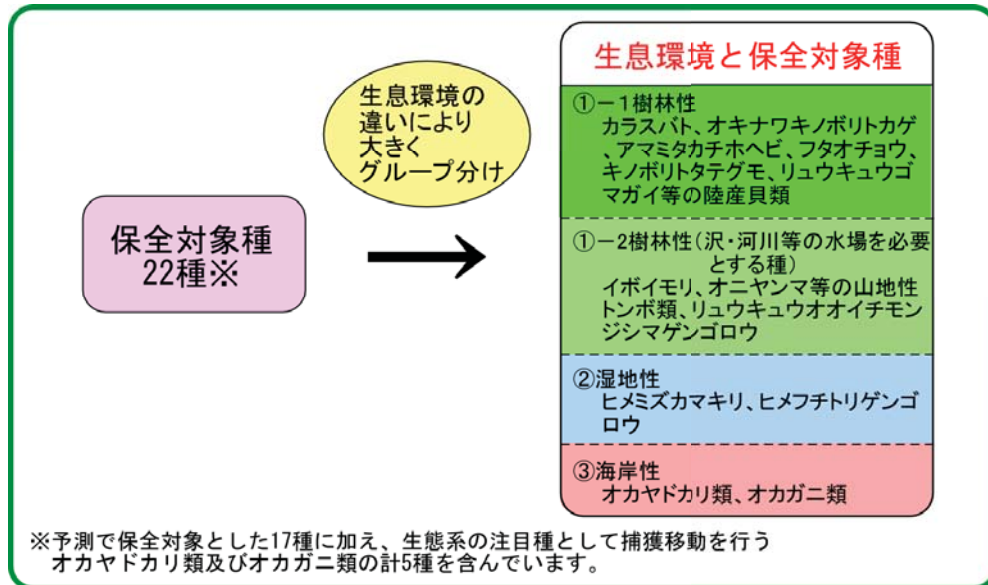 生息環境の
違いにより
大きく
グループ分け
保全対象種
22種※
生息環境と保全対象種
①-1樹林性
カラスバト、オキナワキノボリトカゲ
、アマミタカチホヘビ、フタオチョウ、
キノボリトタテグモ、リュウキュウゴ
マガイ等の陸産貝類
①-2樹林性(沢・河川等の水場を必要
とする種)
イボイモリ、オニヤンマ等の山地性
トンボ類、リュウキュウオオイチモン
ジシマゲンゴロウ
②湿地性
ヒメミズカマキリ、ヒメフチトリゲンゴ
ロウ
③海岸性
オカヤドカリ類、オカガニ類
※予測で保全対象とした17種に加え、生態系の注目種として捕獲移動を行う
オカヤドカリ類及びオカガニ類の計5種を含んでいます。